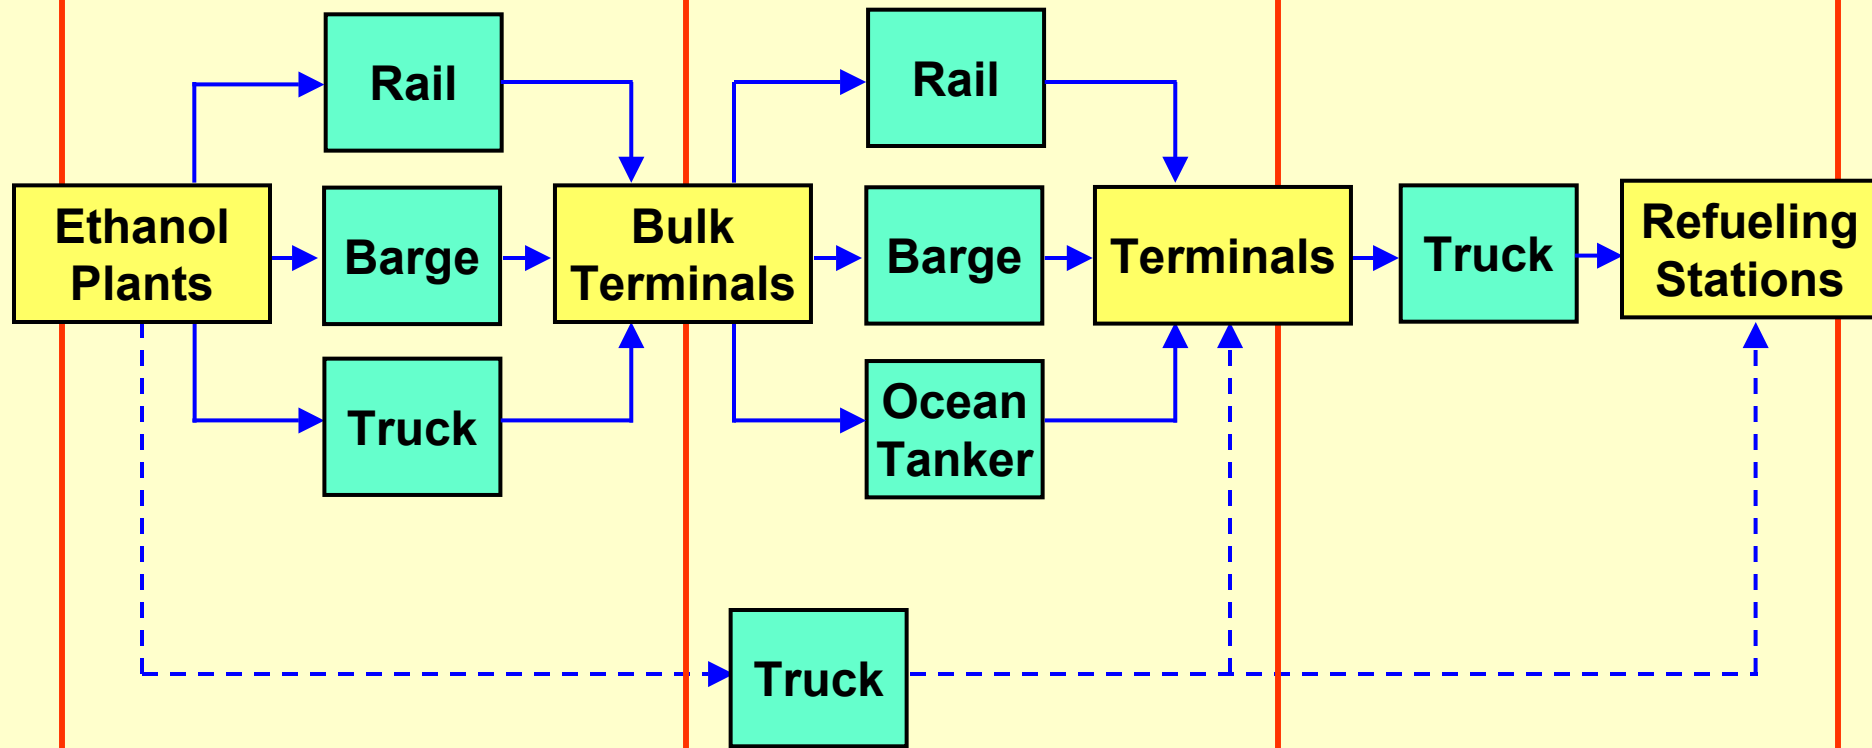 Rail
Rail
Ethanol
Plants
Barge
Bulk
Terminals
Barge
Terminals
Truck
Refueling
Stations
Truck
Ocean
Tanker
Truck